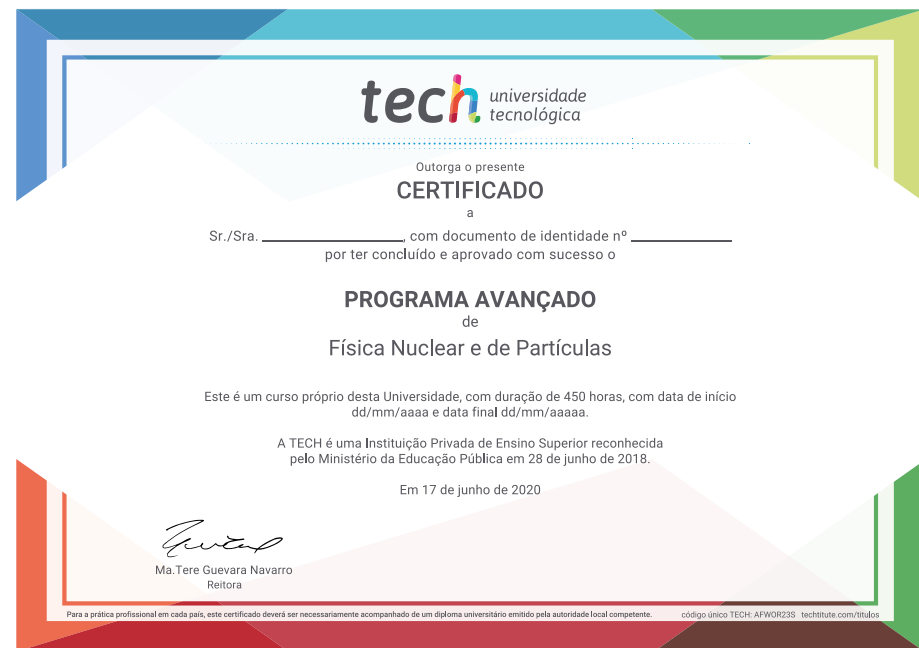 tech universidade
tecnológica
Outorga o presente
CERTIFICADO
a
Sr./Sra. ____________________, com documento de identidade nº ______________
por ter concluído e aprovado com sucesso o
PROGRAMA AVANÇADO
de
Física Nuclear e de Partículas
Este é um curso próprio desta Universidade, com duração de 450 horas, com data de início
dd/mm/aaaa e data final dd/mm/aaaaa.
A TECH é uma Instituição Privada de Ensino Superior reconhecida
pelo Ministério da Educação Pública em 28 de junho de 2018.
Em 17 de junho de 2020
Ma.Tere Guevara Navarro
Reitora
Para a prática profissional em cada país, este certificado deverá ser necessariamente acompanhado de um diploma universitário emitido pela autoridade local competente. código único TECH: AFWOR23S techtitute.com/titulos